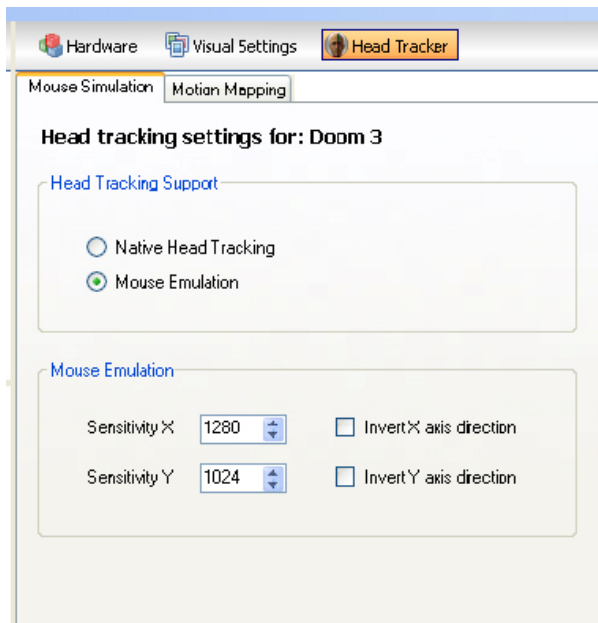 Hardware Visual Settings Head Tracker
Mouse Simulation Motion Mapping
Head tracking settings for: Doom 3
Head Tracking Support
Native Head Tracking
Mouse Emulation
Mouse Emulation
Sensitivity X 1280 Invert X axis direction
Sensitivity Y 1024 Invert Y axis direction